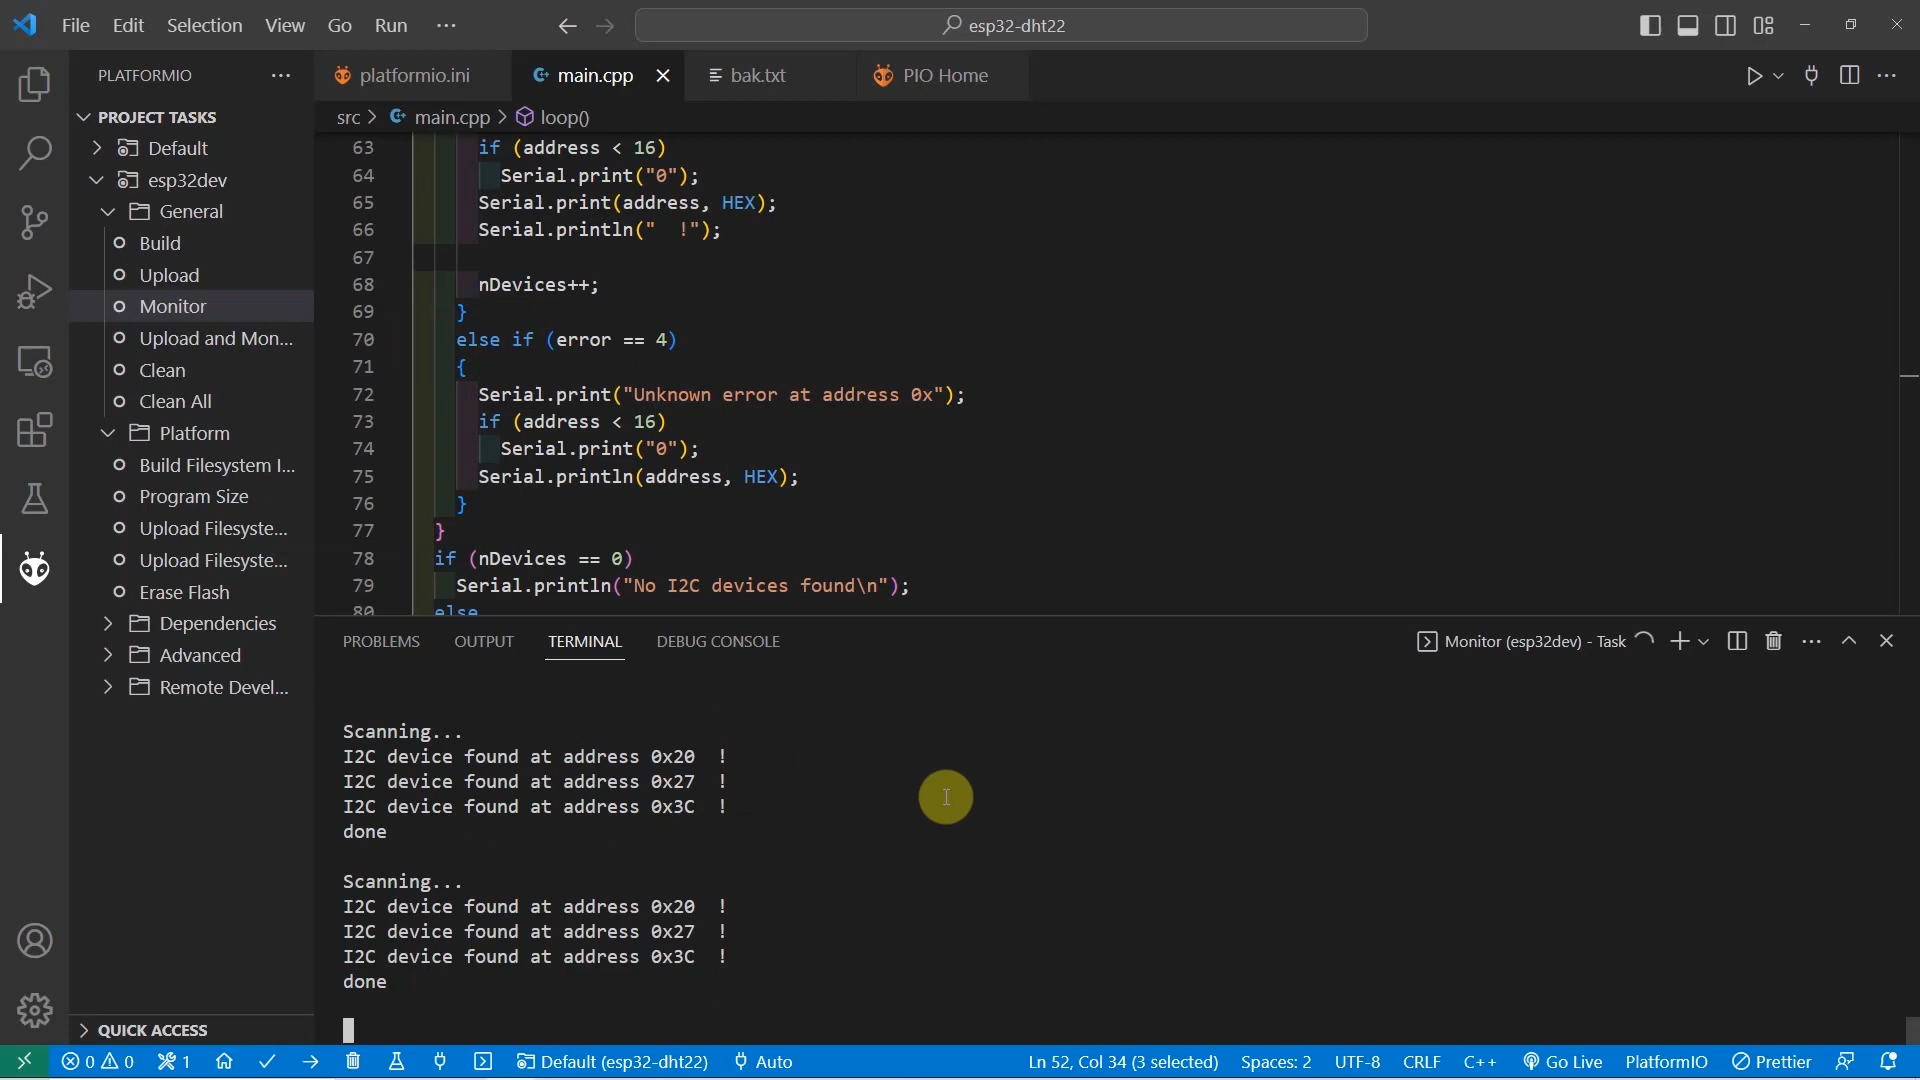 File Edit Selection View Go Run ···
esp32-dht22
PLATFORMIO ···
platformio.ini main.cpp bak.txt PIO Home
src > main.cpp > loop()
PROJECT TASKS
Default
esp32dev
General
Build
Upload
Monitor
Upload and Mon...
Clean
Clean All
Platform
Build Filesystem I...
Program Size
Upload Filesyste...
Upload Filesyste...
Erase Flash
Dependencies
Advanced
Remote Devel...
QUICK ACCESS
63 if (address < 16)
64 Serial.print("0");
65 Serial.print(address, HEX);
66 Serial.println("  !");
67
68 nDevices++;
69 }
70 else if (error == 4)
71 {
72 Serial.print("Unknown error at address 0x");
73 if (address < 16)
74 Serial.print("0");
75 Serial.println(address, HEX);
76 }
77 }
78 if (nDevices == 0)
79 Serial.println("No I2C devices found\n");
80 else
PROBLEMS OUTPUT TERMINAL DEBUG CONSOLE
Monitor (esp32dev) - Task
Scanning...
I2C device found at address 0x20  !
I2C device found at address 0x27  !
I2C device found at address 0x3C  !
done
Scanning...
I2C device found at address 0x20  !
I2C device found at address 0x27  !
I2C device found at address 0x3C  !
done
0 0 1 Default (esp32-dht22) Auto Ln 52, Col 34 (3 selected) Spaces: 2 UTF-8 CRLF C++ Go Live PlatformIO Prettier